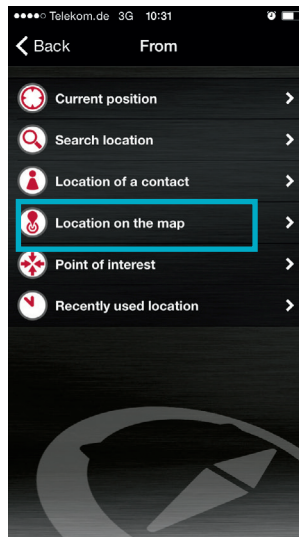 Telekom.de 3G 10:31
Back From
Current position
Search location
Location of a contact
Location on the map
Point of interest
Recently used location